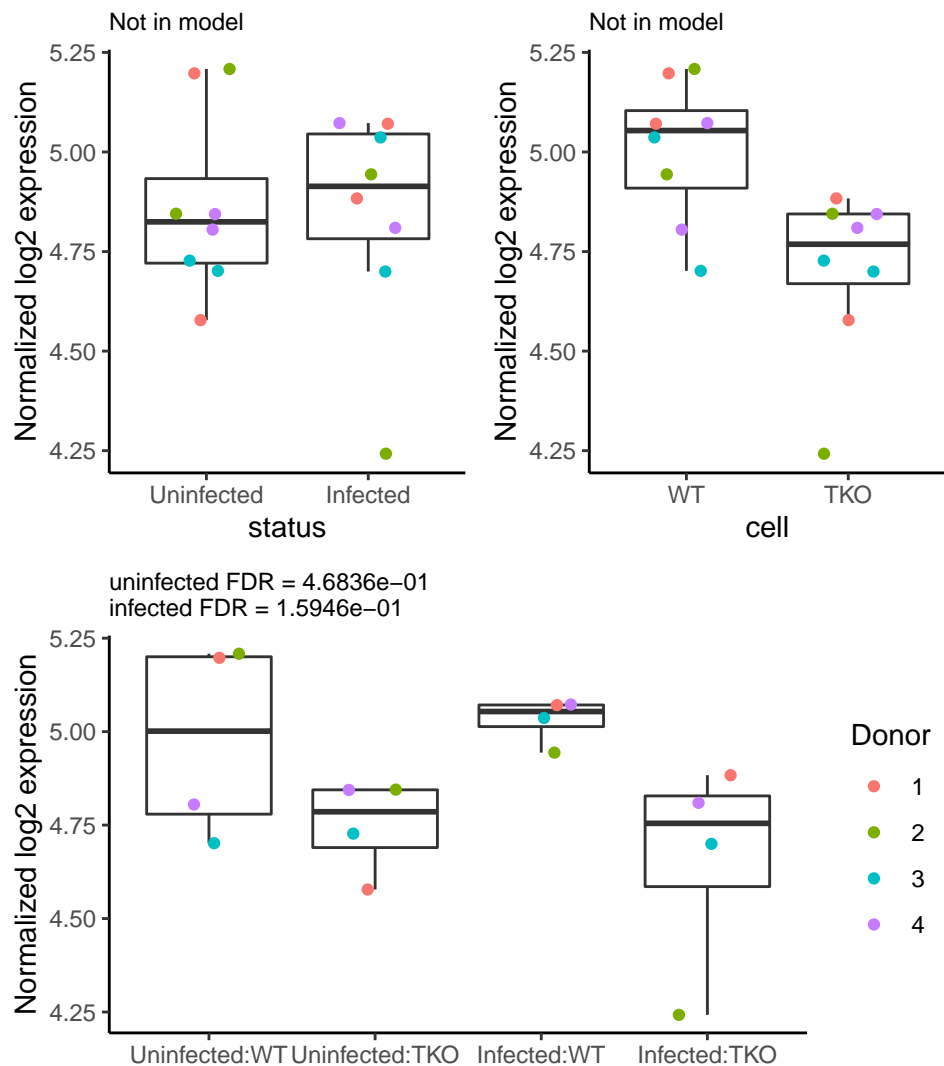 Not in model
5.25
5.00
4.75
4.50
4.25
Normalized log2 expression
Uninfected Infected
status
Not in model
5.25
5.00
4.75
4.50
4.25
Normalized log2 expression
WT TKO
cell
uninfected FDR = 4.6836e−01
infected FDR = 1.5946e−01
5.25
5.00
4.75
4.50
4.25
Normalized log2 expression
Uninfected:WT Uninfected:TKO Infected:WT Infected:TKO
Donor
1
2
3
4